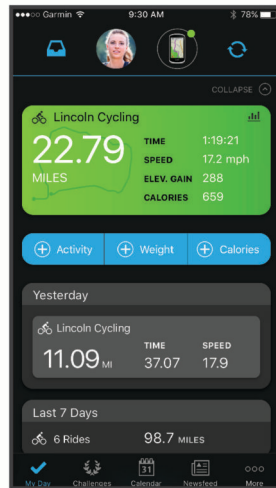 Garmin 9:30 AM 78%
COLLAPSE
Lincoln Cycling
22.79
MILES
TIME 1:19:21
SPEED 17.2 mph
ELEV. GAIN 288
CALORIES 659
Activity Weight Calories
Yesterday
Lincoln Cycling
11.09 MI
TIME SPEED
37.07 17.9
Last 7 Days
6 Rides 98.7 MILES
31
My Day Challenges Calendar Newsfeed More